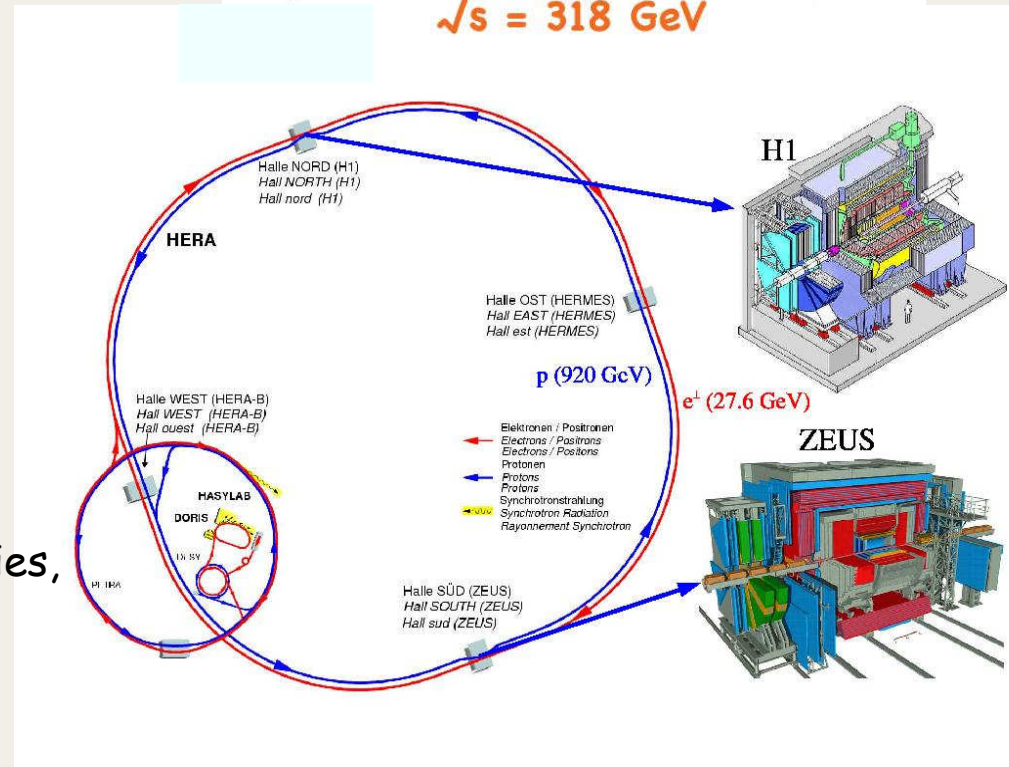 √s = 318 GeV
H1
Halle NORD (H1)
Hall NORTH (H1)
Hall nord (H1)
HERA
Halle OST (HERMES)
Hall EAST (HERMES)
Hall est (HERMES)
p (920 GeV)
e± (27.6 GeV)
Halle WEST (HERA-B)
Hall WEST (HERA-B)
Hall ouest (HERA-B)
Elektronen / Positronen
Electrons / Positrons
Electrons / Positons
Protonen
Protons
Protons
Synchrotronstrahlung
Synchrotron Radiation
Rayonnement Synchrotron
ZEUS
HASYLAB
DORIS
DESY
PETRA
ies,
Halle SÜD (ZEUS)
Hall SOUTH (ZEUS)
Hall sud (ZEUS)